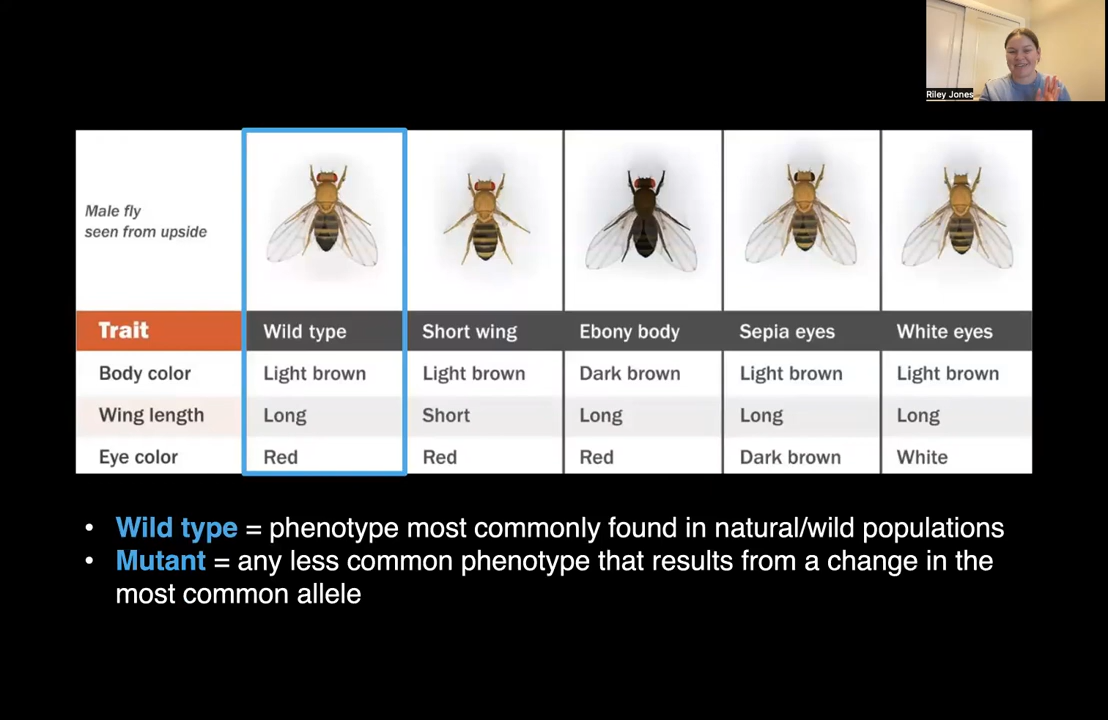 Riley Jones
Male fly
seen from upside
Trait Wild type Short wing Ebony body Sepia eyes White eyes
Body color Light brown Light brown Dark brown Light brown Light brown
Wing length Long Short Long Long Long
Eye color Red Red Red Dark brown White
• Wild type = phenotype most commonly found in natural/wild populations
• Mutant = any less common phenotype that results from a change in the
most common allele